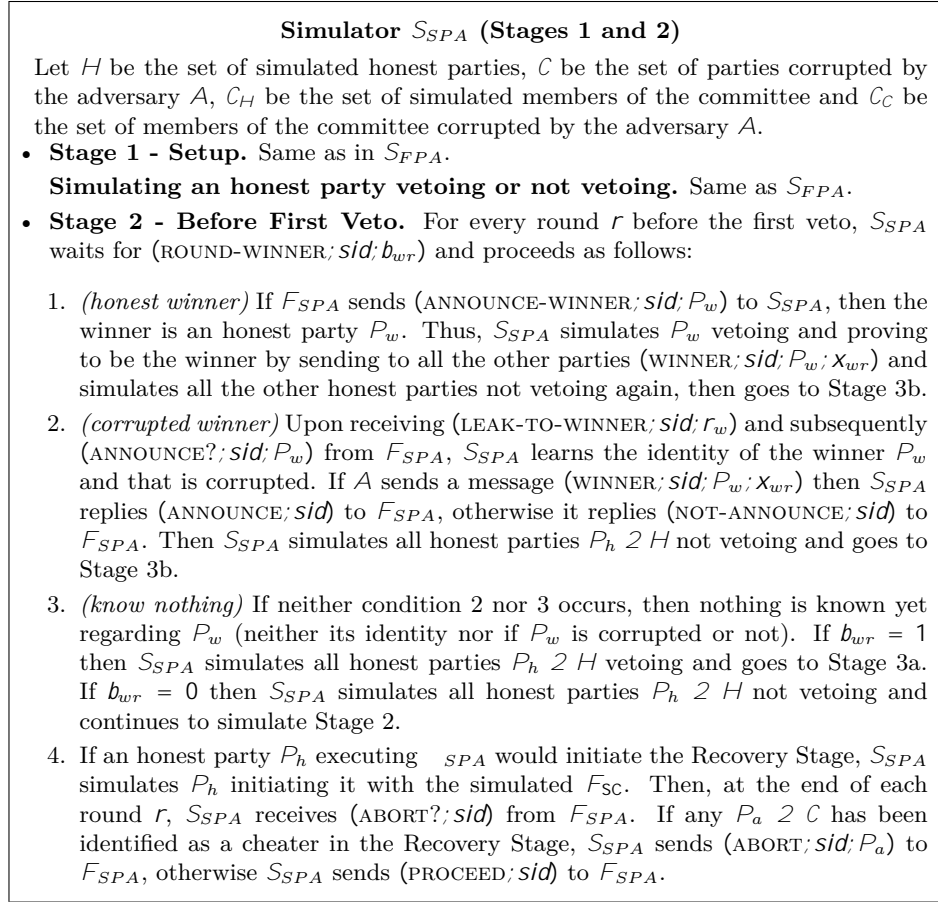 Simulator S_SPA (Stages 1 and 2)
Let H be the set of simulated honest parties, C be the set of parties corrupted by
the adversary A, C_H be the set of simulated members of the committee and C_C be
the set of members of the committee corrupted by the adversary A.
• Stage 1 - Setup. Same as in S_FPA.
Simulating an honest party vetoing or not vetoing. Same as S_FPA.
• Stage 2 - Before First Veto. For every round r before the first veto, S_SPA
waits for (ROUND-WINNER; sid; b_wr) and proceeds as follows:
1. (honest winner) If F_SPA sends (ANNOUNCE-WINNER; sid; P_w) to S_SPA, then the
winner is an honest party P_w. Thus, S_SPA simulates P_w vetoing and proving
to be the winner by sending to all the other parties (WINNER; sid; P_w; x_wr) and
simulates all the other honest parties not vetoing again, then goes to Stage 3b.
2. (corrupted winner) Upon receiving (LEAK-TO-WINNER; sid; r_w) and subsequently
(ANNOUNCE?; sid; P_w) from F_SPA, S_SPA learns the identity of the winner P_w
and that is corrupted. If A sends a message (WINNER; sid; P_w; x_wr) then S_SPA
replies (ANNOUNCE; sid) to F_SPA, otherwise it replies (NOT-ANNOUNCE; sid) to
F_SPA. Then S_SPA simulates all honest parties P_h 2 H not vetoing and goes to
Stage 3b.
3. (know nothing) If neither condition 2 nor 3 occurs, then nothing is known yet
regarding P_w (neither its identity nor if P_w is corrupted or not). If b_wr = 1
then S_SPA simulates all honest parties P_h 2 H vetoing and goes to Stage 3a.
If b_wr = 0 then S_SPA simulates all honest parties P_h 2 H not vetoing and
continues to simulate Stage 2.
4. If an honest party P_h executing SPA would initiate the Recovery Stage, S_SPA
simulates P_h initiating it with the simulated F_SC. Then, at the end of each
round r, S_SPA receives (ABORT?; sid) from F_SPA. If any P_a 2 C has been
identified as a cheater in the Recovery Stage, S_SPA sends (ABORT; sid; P_a) to
F_SPA, otherwise S_SPA sends (PROCEED; sid) to F_SPA.